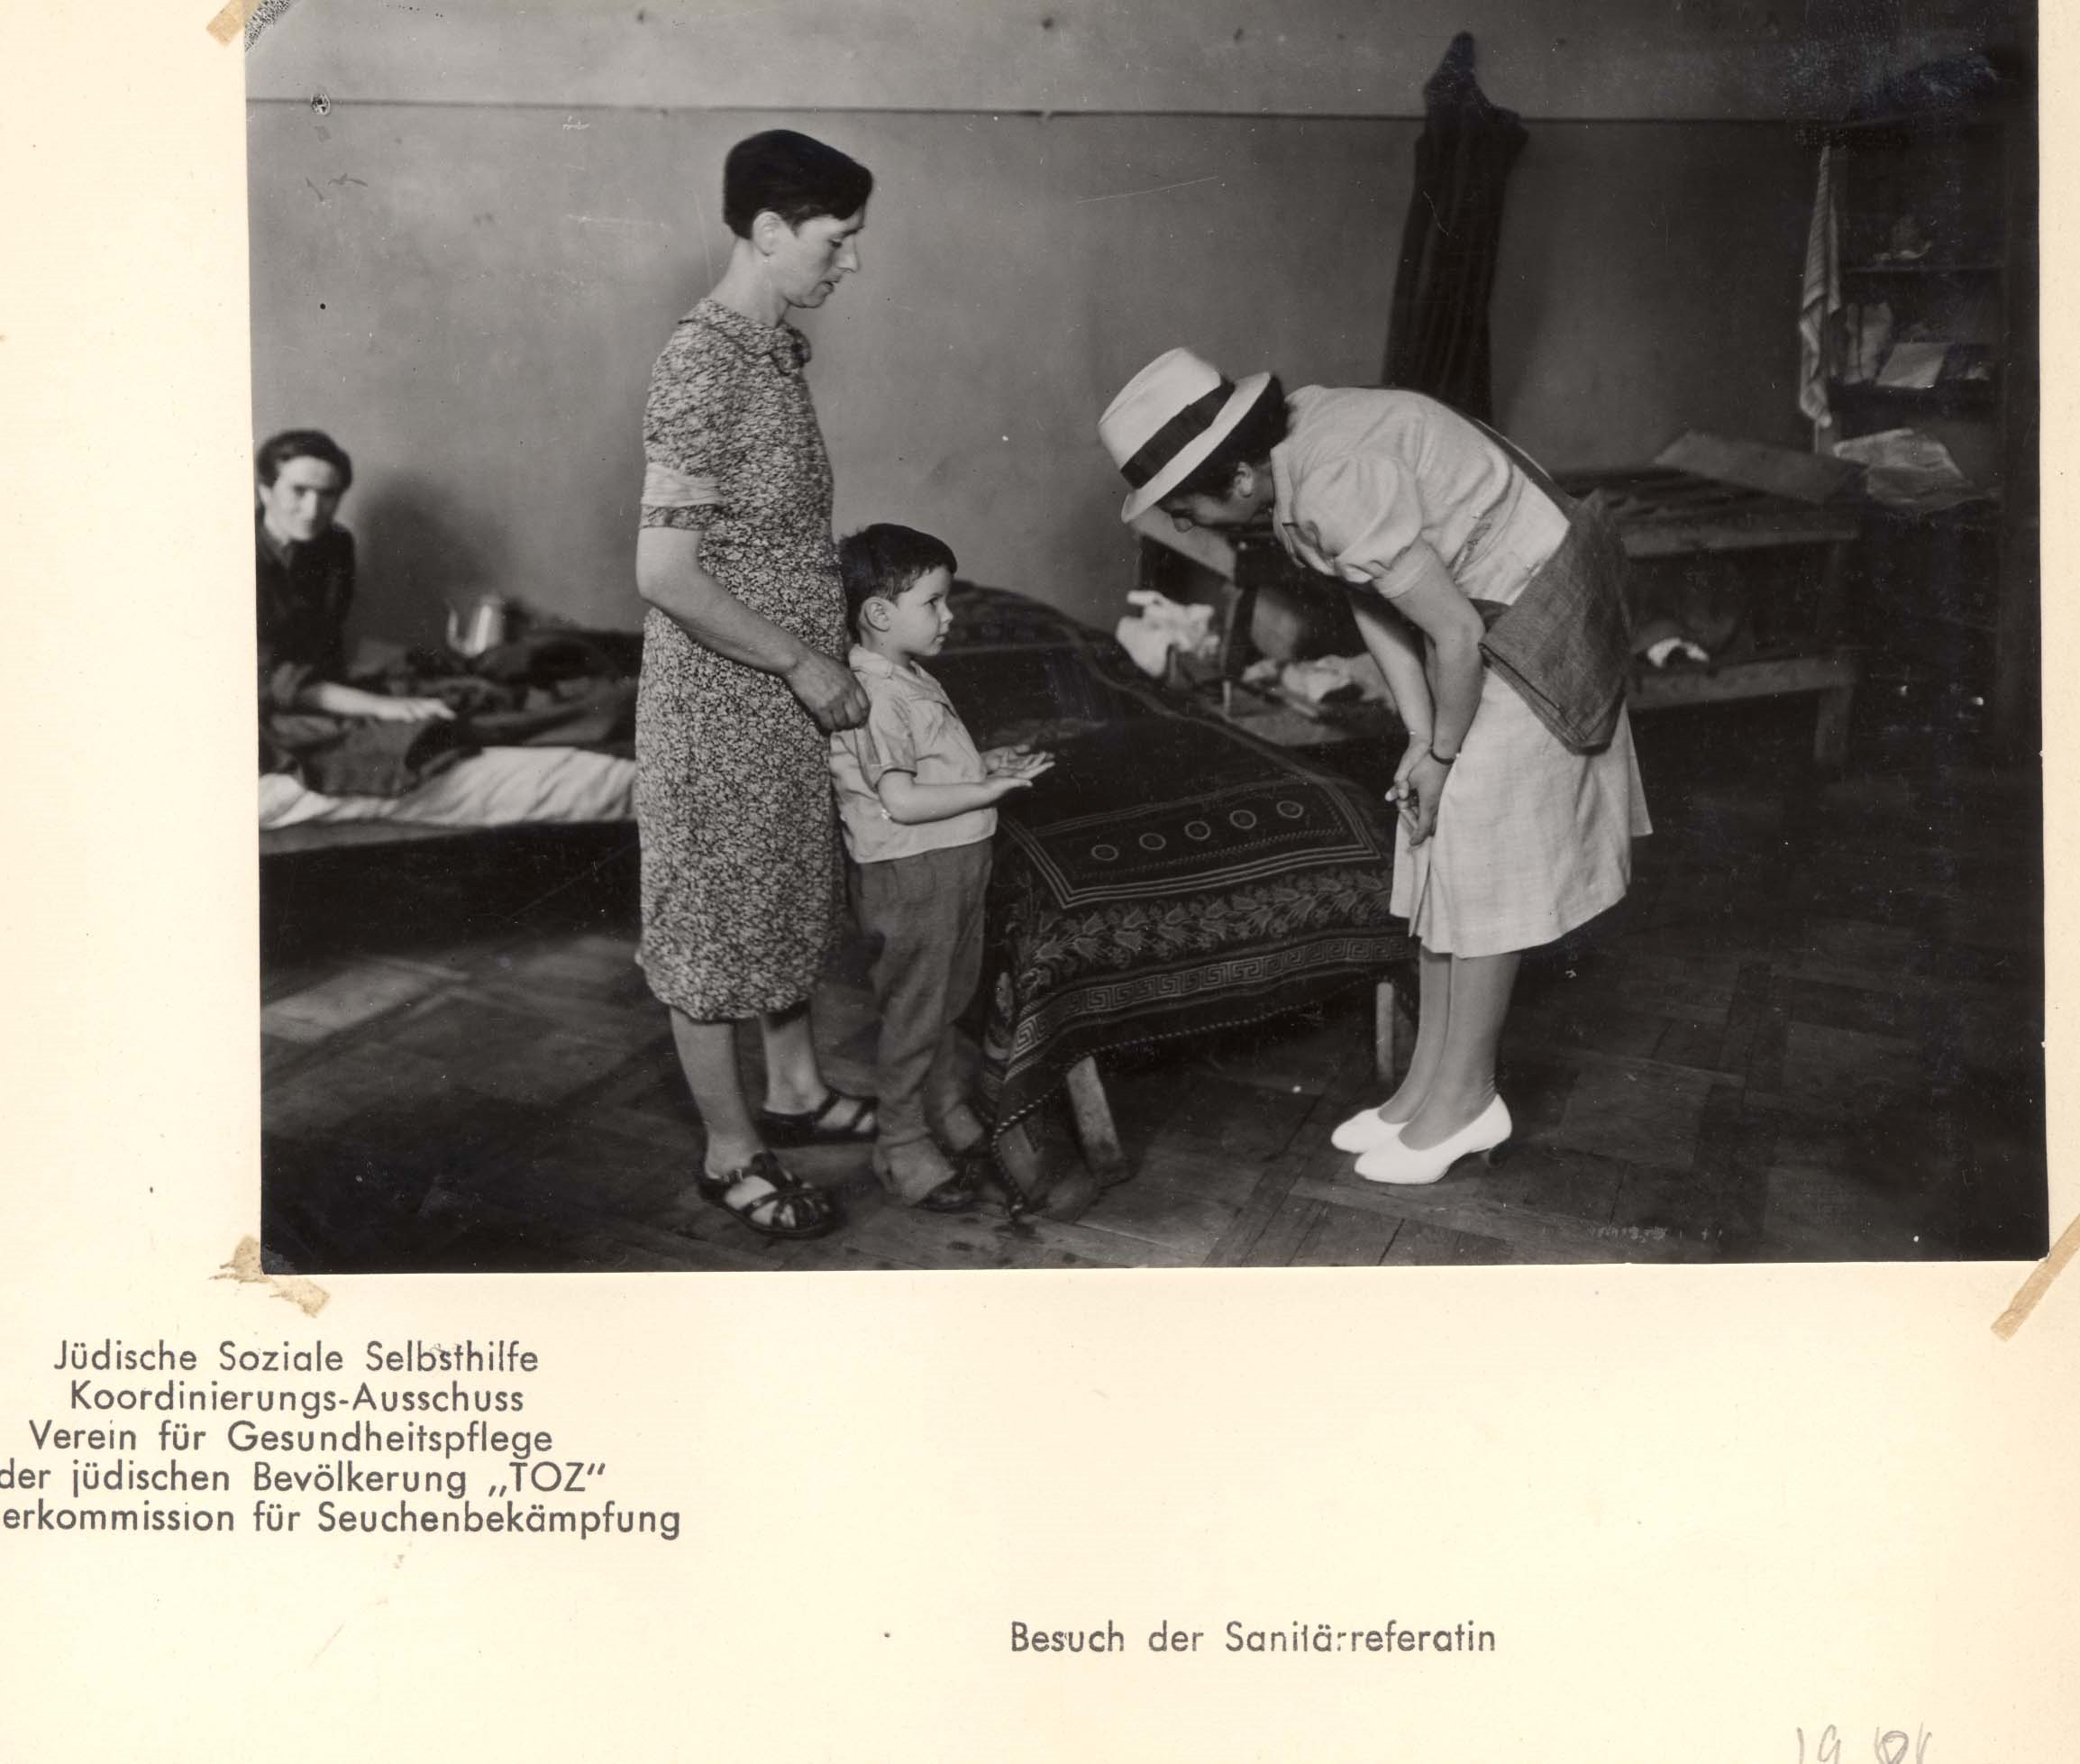 Jüdische Soziale Selbsthilfe
Koordinierungs-Ausschuss
Verein für Gesundheitspflege
der jüdischen Bevölkerung „TOZ“
erkommission für Seuchenbekämpfung
Besuch der Sanitärreferatin